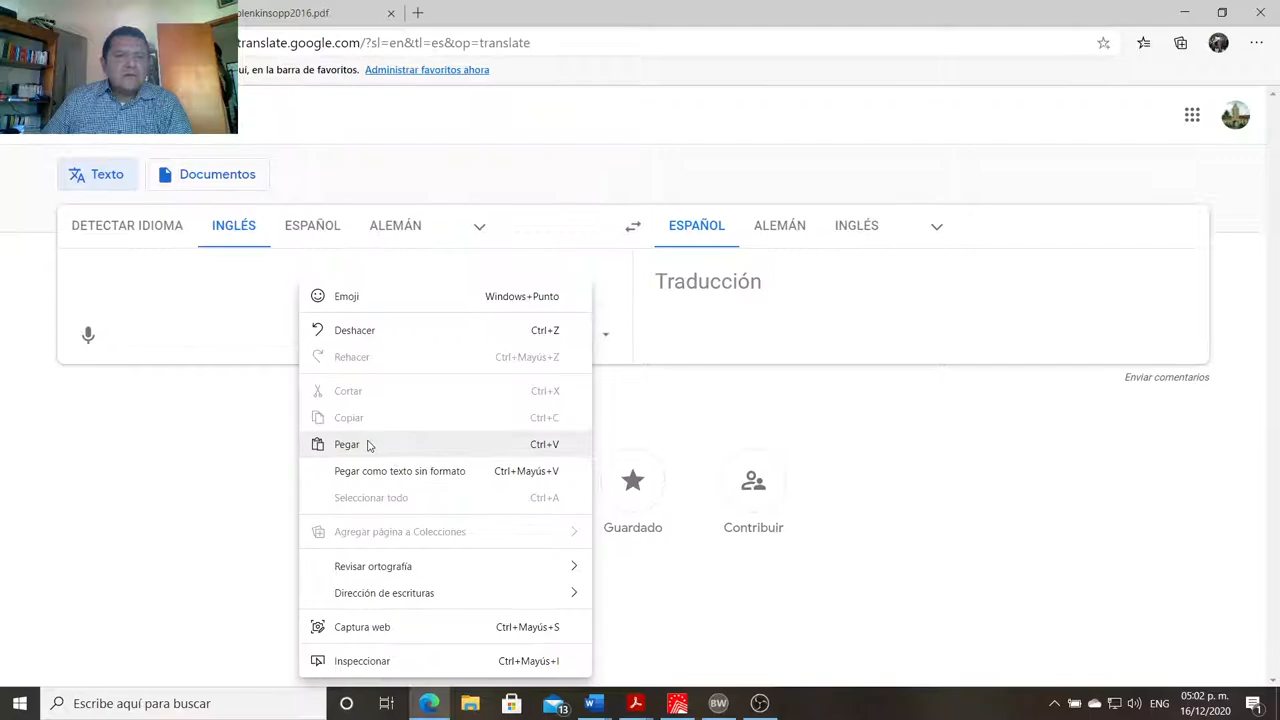 plenkinsopp2016.pdf
translate.google.com/?sl=en&tl=es&op=translate
uí, en la barra de favoritos. Administrar favoritos ahora
Texto Documentos
DETECTAR IDIOMA INGLÉS ESPAÑOL ALEMÁN ESPAÑOL ALEMÁN INGLÉS
Traducción
Emoji Windows+Punto
Deshacer Ctrl+Z
Rehacer Ctrl+Mayús+Z
Enviar comentarios
Cortar Ctrl+X
Copiar Ctrl+C
Pegar Ctrl+V
Pegar como texto sin formato Ctrl+Mayús+V
Seleccionar todo Ctrl+A
Guardado Contribuir
Agregar página a Colecciones
Revisar ortografía
Dirección de escrituras
Captura web Ctrl+Mayús+S
Inspeccionar Ctrl+Mayús+I
Escribe aquí para buscar 13 BW ENG 05:02 p. m.
16/12/2020 1